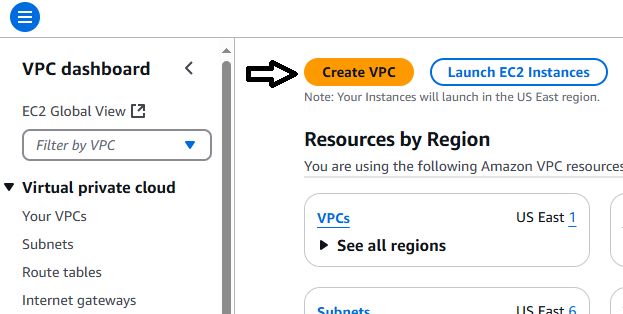 VPC dashboard
EC2 Global View
Filter by VPC
Virtual private cloud
Your VPCs
Subnets
Route tables
Internet gateways
Create VPC
Launch EC2 Instances
Note: Your Instances will launch in the US East region.
Resources by Region
You are using the following Amazon VPC resources
VPCs US East 1
See all regions
Subnets US East 6